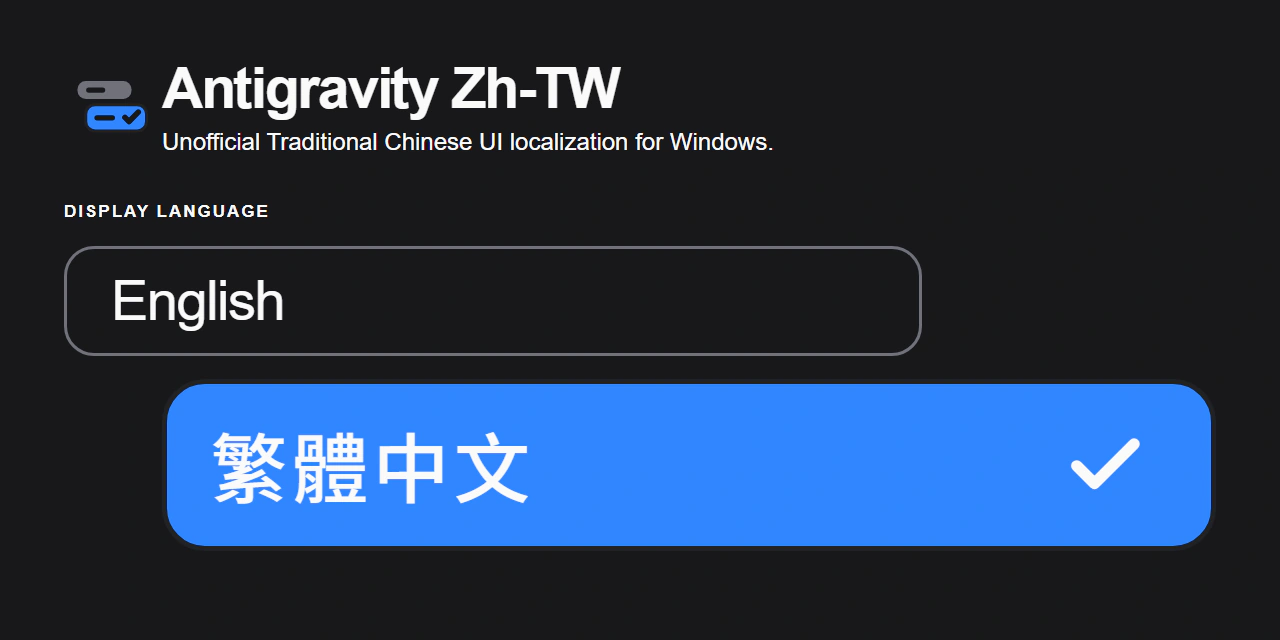 Antigravity Zh-TW
Unofficial Traditional Chinese UI localization for Windows.
DISPLAY LANGUAGE
English
繁體中文